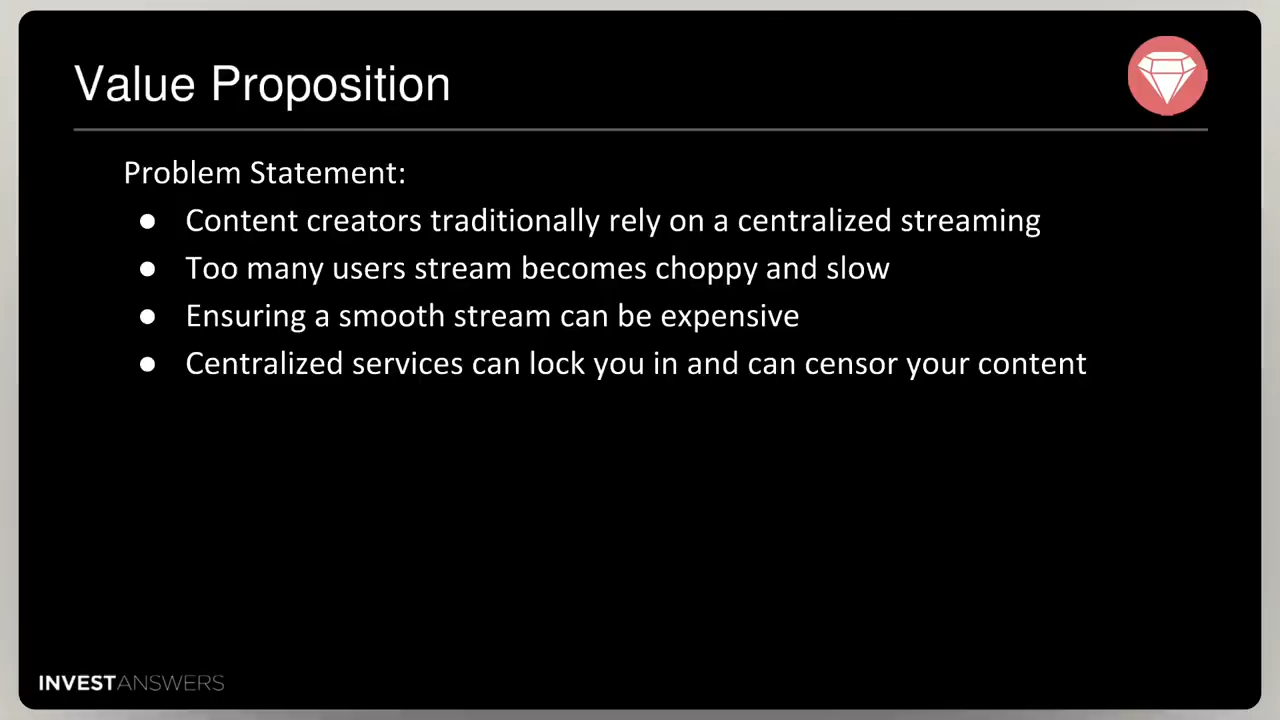 Value Proposition
Problem Statement:
● Content creators traditionally rely on a centralized streaming
● Too many users stream becomes choppy and slow
● Ensuring a smooth stream can be expensive
● Centralized services can lock you in and can censor your content
INVESTANSWERS